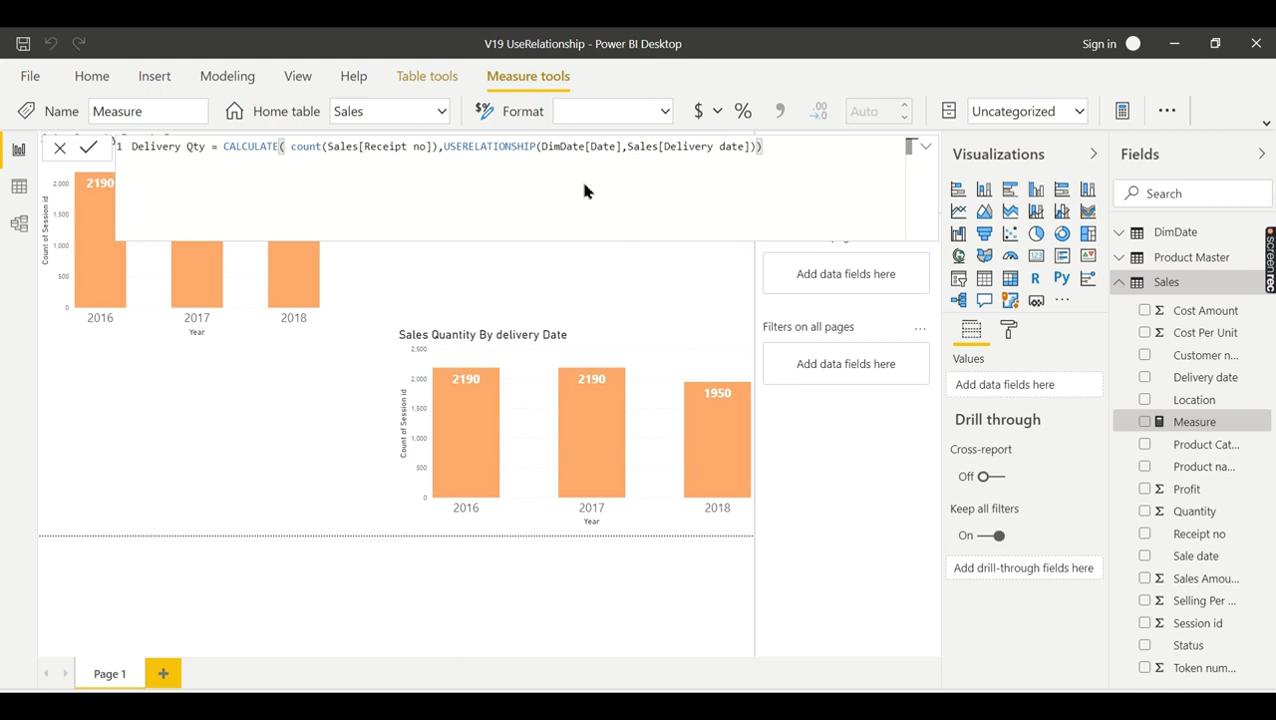 V19 UseRelationship - Power BI Desktop
Sign in
File Home Insert Modeling View Help Table tools Measure tools
Name Measure Home table Sales Format $ % 9 .00 Auto Uncategorized ...
1 Delivery Qty = CALCULATE( count(Sales[Receipt no]),USERELATIONSHIP(DimDate[Date],Sales[Delivery date]))
2,000
1,500
1,000
500
0
Count of Session id
2190
2016 2017 2018
Year
Sales Quantity By delivery Date
2,500
2,000
1,500
1,000
500
0
Count of Session id
2190 2190 1950
2016 2017 2018
Year
Add data fields here
Filters on all pages ...
Add data fields here
Visualizations
R Py
...
Values
Add data fields here
Drill through
Cross-report
Off
Keep all filters
On
Add drill-through fields here
Fields
Search
DimDate
Product Master
Sales
Σ Cost Amount
Σ Cost Per Unit
Customer n...
Delivery date
Location
Measure
Product Cat...
Product na...
Σ Profit
Σ Quantity
Receipt no
Sale date
Σ Sales Amou...
Σ Selling Per ...
Σ Session id
Status
Σ Token num...
screenrec
Page 1 +